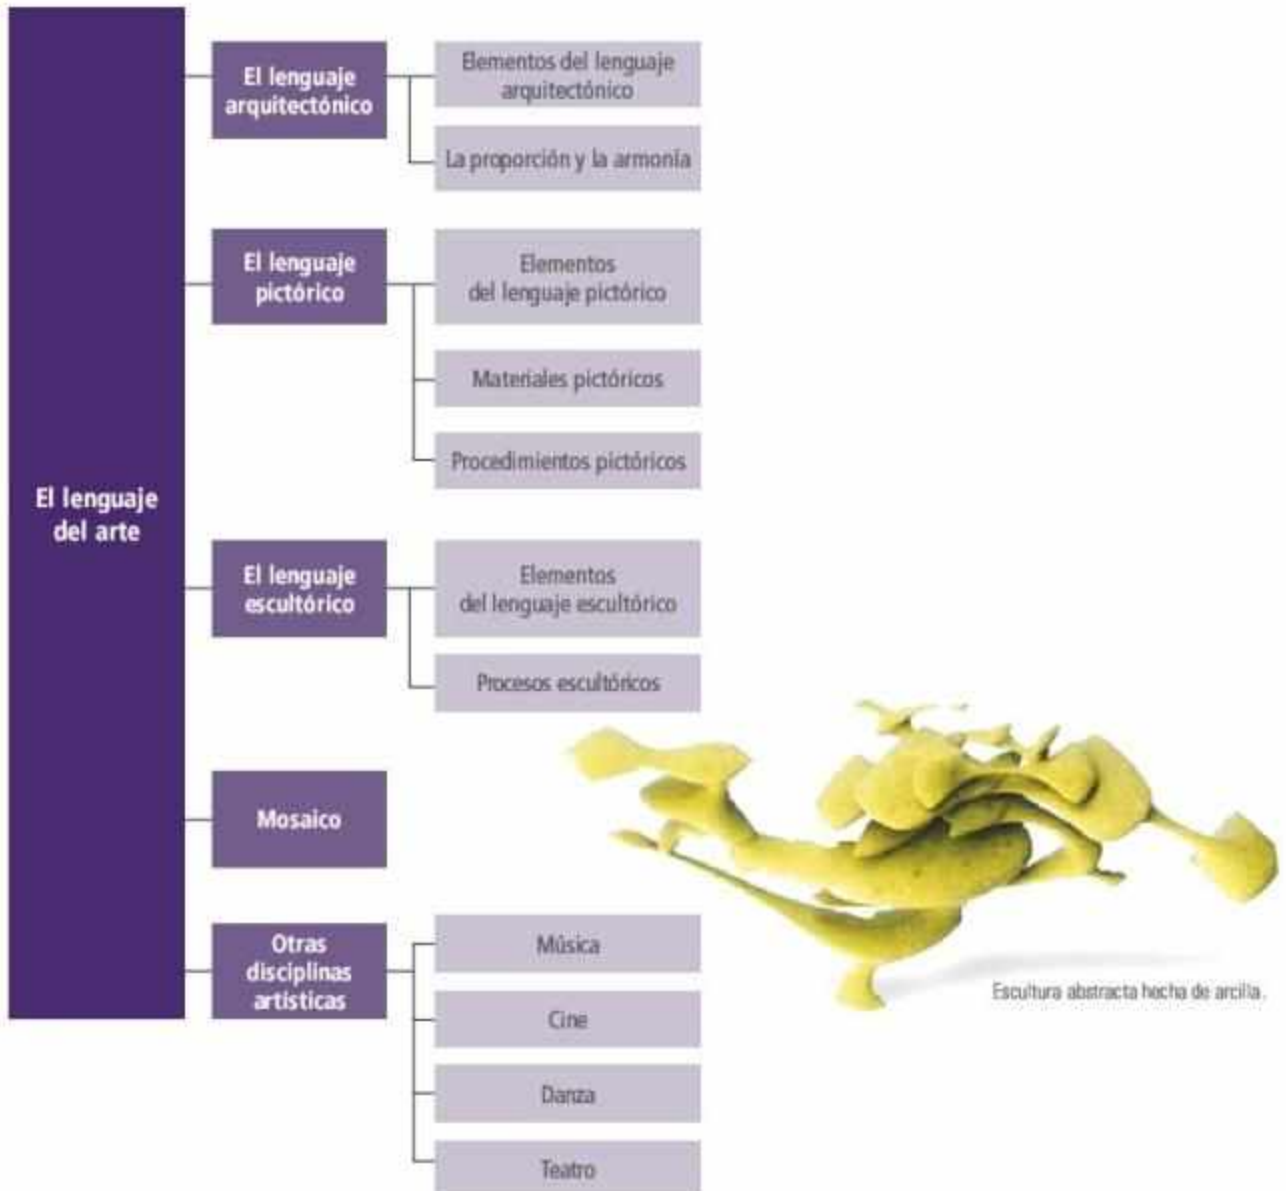 El lenguaje
del arte
El lenguaje
arquitectónico
Elementos del lenguaje
arquitectónico
La proporción y la armonía
El lenguaje
pictórico
Elementos
del lenguaje pictórico
Materiales pictóricos
Procedimientos pictóricos
El lenguaje
escultórico
Elementos
del lenguaje escultórico
Procesos escultóricos
Mosaico
Otras
disciplinas
artísticas
Música
Cine
Danza
Teatro
Escultura abstracta hecha de arcilla.